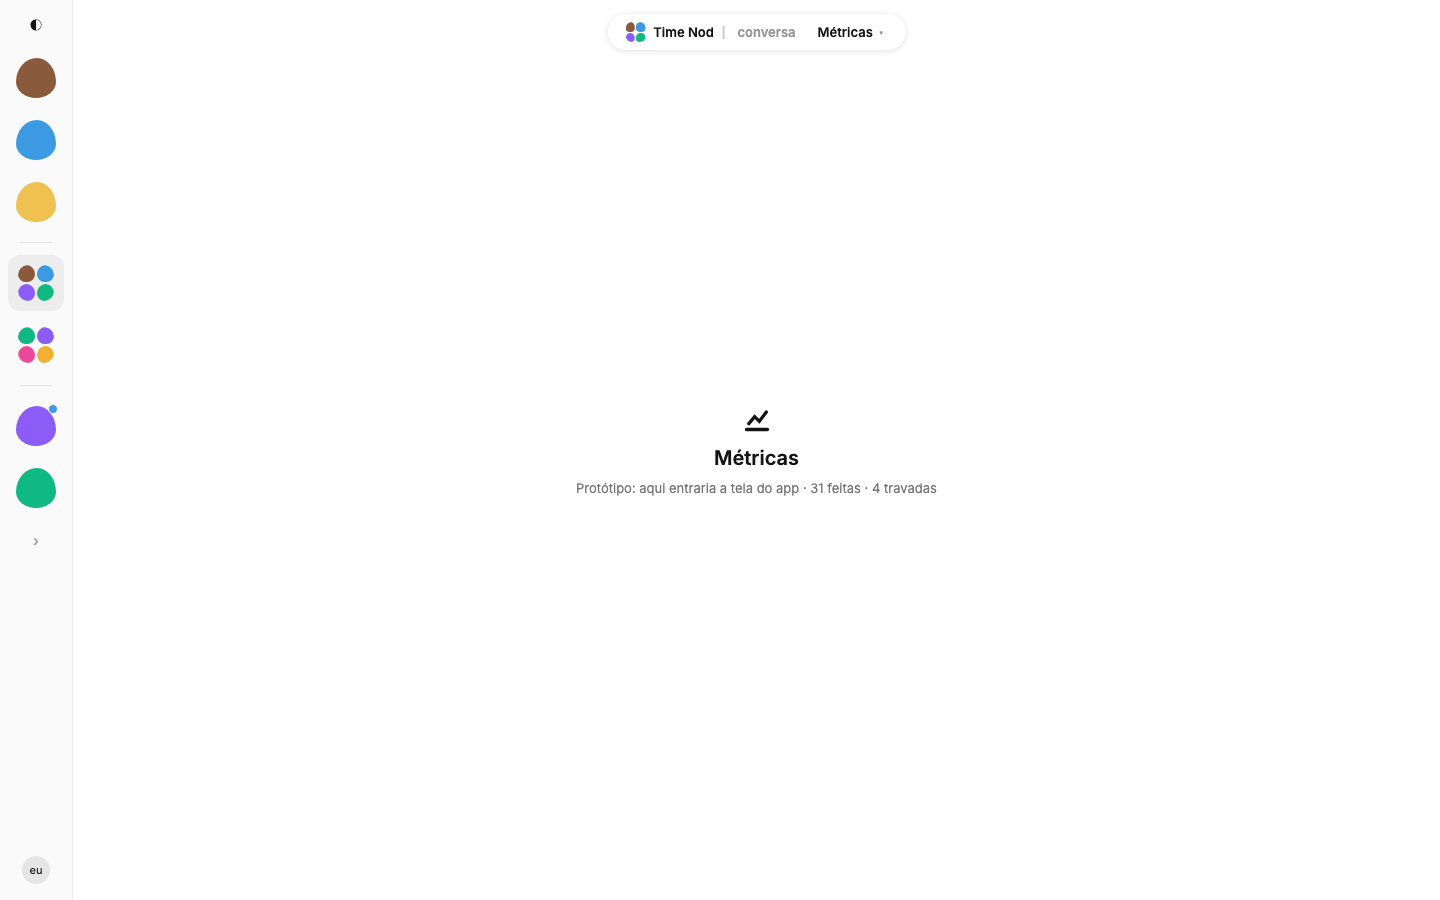 Time Nod | conversa Métricas
Métricas
Protótipo: aqui entraria a tela do app · 31 feitas · 4 travadas
eu